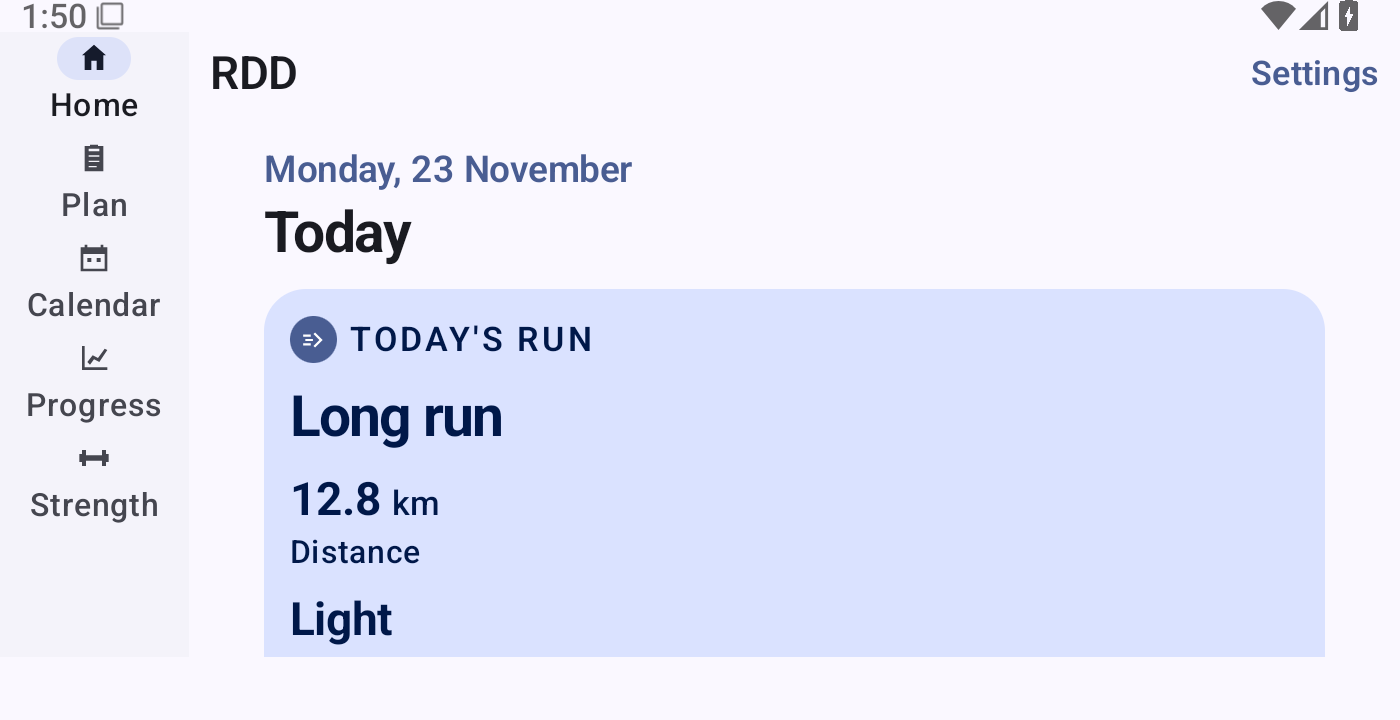 1:50
Home
Plan
Calendar
Progress
Strength
RDD
Settings
Monday, 23 November
Today
TODAY'S RUN
Long run
12.8 km
Distance
Light